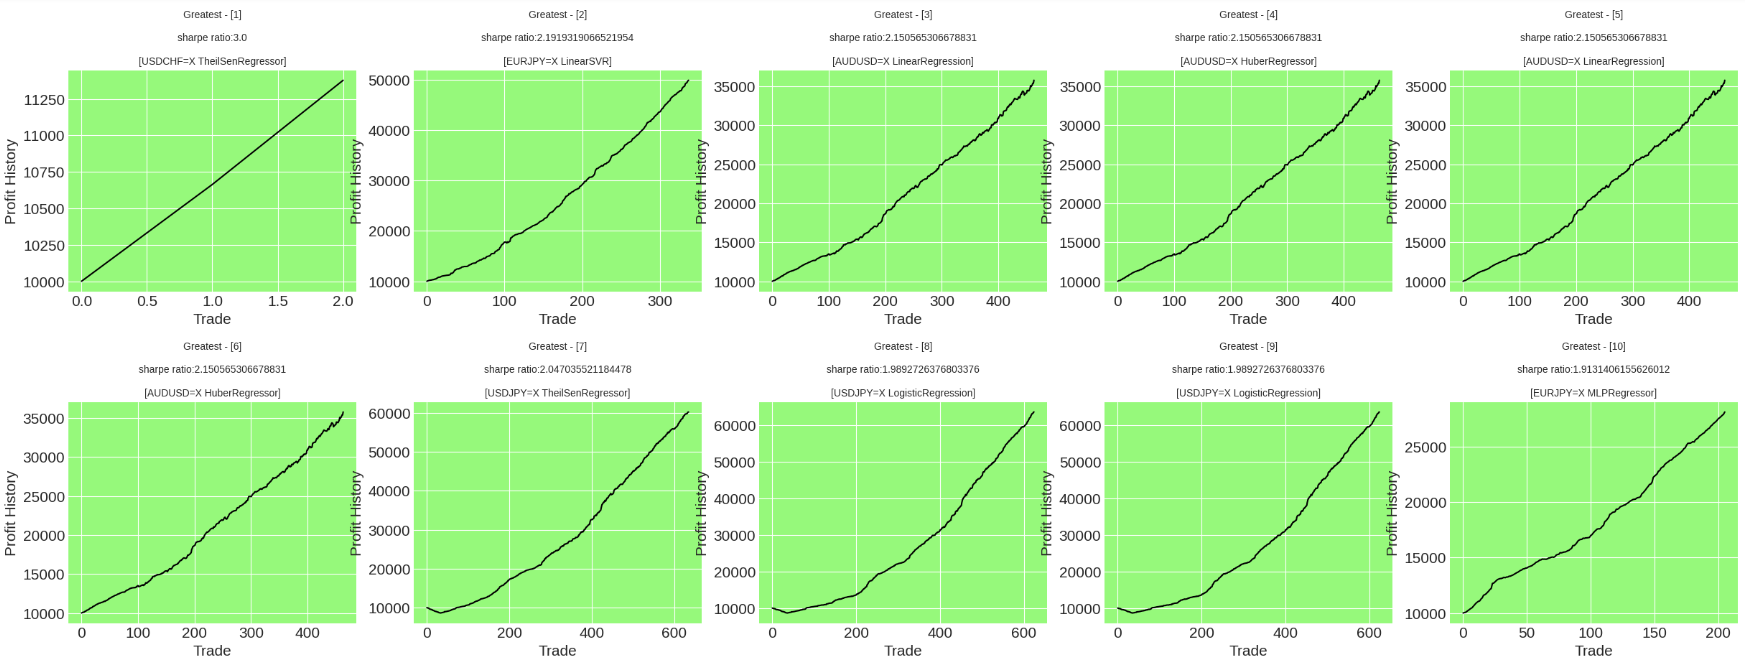 Greatest - [1]
sharpe ratio:3.0
[USDCHF=X TheilSenRegressor]
11250
11000
10750
10500
10250
10000
Profit History
0.0 0.5 1.0 1.5 2.0
Trade
Greatest - [2]
sharpe ratio:2.1919319066521954
[EURJPY=X LinearSVR]
50000
40000
30000
20000
10000
Profit History
0 100 200 300
Trade
Greatest - [3]
sharpe ratio:2.150565306678831
[AUDUSD=X LinearRegression]
35000
30000
25000
20000
15000
10000
Profit History
0 100 200 300 400
Trade
Greatest - [4]
sharpe ratio:2.150565306678831
[AUDUSD=X HuberRegressor]
35000
30000
25000
20000
15000
10000
Profit History
0 100 200 300 400
Trade
Greatest - [5]
sharpe ratio:2.150565306678831
[AUDUSD=X LinearRegression]
35000
30000
25000
20000
15000
10000
Profit History
0 100 200 300 400
Trade
Greatest - [6]
sharpe ratio:2.150565306678831
[AUDUSD=X HuberRegressor]
35000
30000
25000
20000
15000
10000
Profit History
0 100 200 300 400
Trade
Greatest - [7]
sharpe ratio:2.047035521184478
[USDJPY=X TheilSenRegressor]
60000
50000
40000
30000
20000
10000
Profit History
0 200 400 600
Trade
Greatest - [8]
sharpe ratio:1.9892726376803376
[USDJPY=X LogisticRegression]
60000
50000
40000
30000
20000
10000
Profit History
0 200 400 600
Trade
Greatest - [9]
sharpe ratio:1.9892726376803376
[USDJPY=X LogisticRegression]
60000
50000
40000
30000
20000
10000
Profit History
0 200 400 600
Trade
Greatest - [10]
sharpe ratio:1.9131406155626012
[EURJPY=X MLPRegressor]
25000
20000
15000
10000
Profit History
0 50 100 150 200
Trade